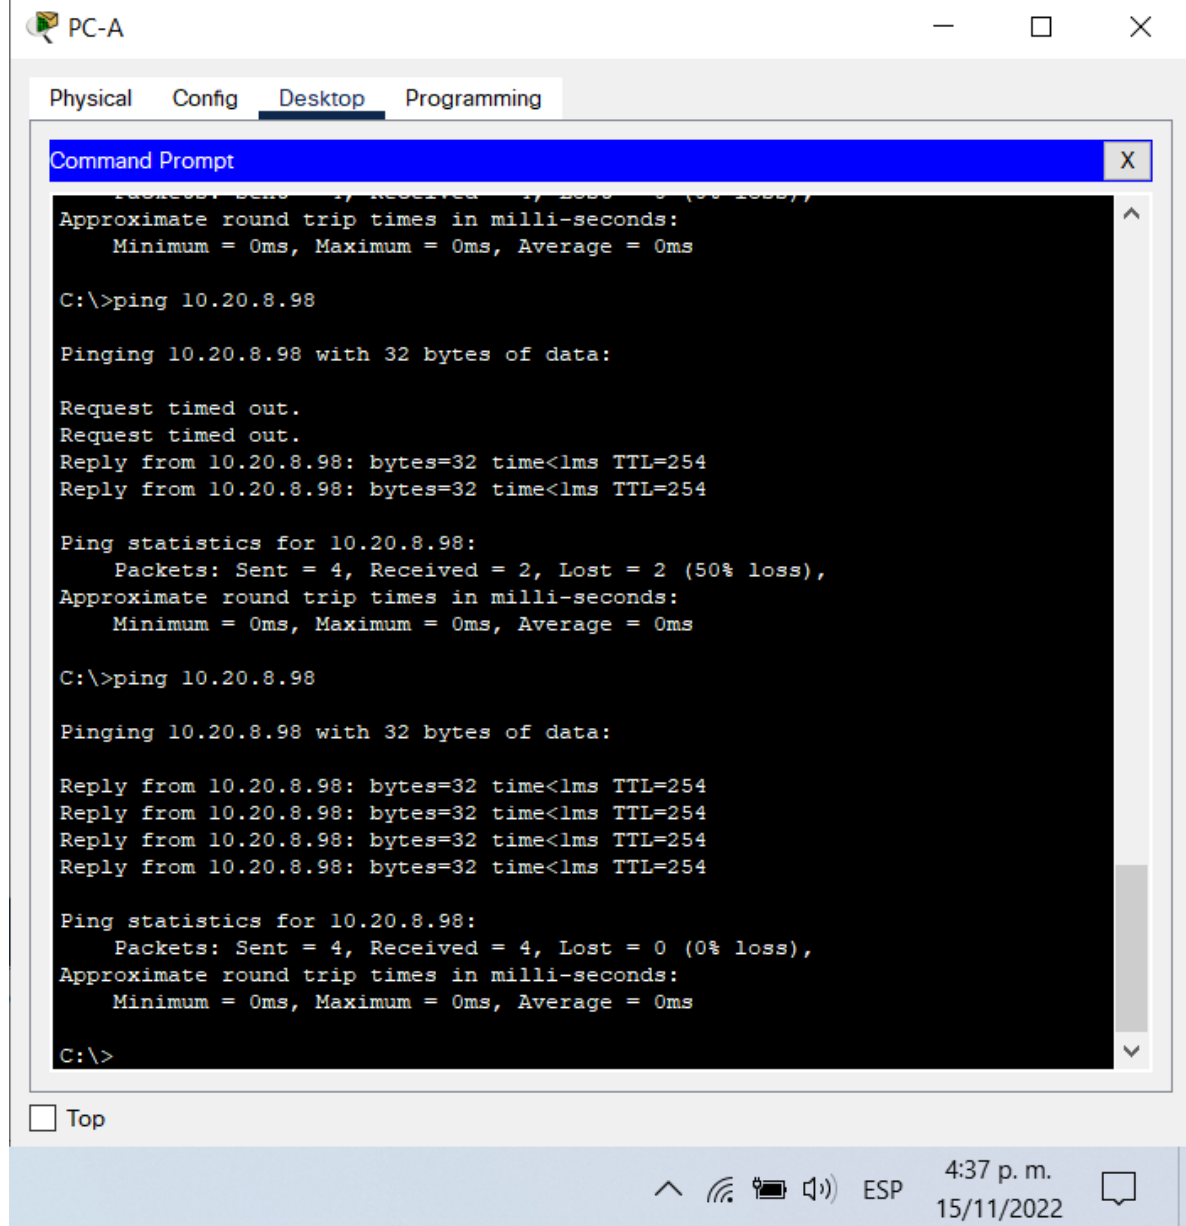 PC-A
Physical Config Desktop Programming
Command Prompt X
Packets: Sent = 4, Received = 4, Lost = 0 (0% loss),
Approximate round trip times in milli-seconds:
Minimum = 0ms, Maximum = 0ms, Average = 0ms
C:\>ping 10.20.8.98
Pinging 10.20.8.98 with 32 bytes of data:
Request timed out.
Request timed out.
Reply from 10.20.8.98: bytes=32 time<1ms TTL=254
Reply from 10.20.8.98: bytes=32 time<1ms TTL=254
Ping statistics for 10.20.8.98:
Packets: Sent = 4, Received = 2, Lost = 2 (50% loss),
Approximate round trip times in milli-seconds:
Minimum = 0ms, Maximum = 0ms, Average = 0ms
C:\>ping 10.20.8.98
Pinging 10.20.8.98 with 32 bytes of data:
Reply from 10.20.8.98: bytes=32 time<1ms TTL=254
Reply from 10.20.8.98: bytes=32 time<1ms TTL=254
Reply from 10.20.8.98: bytes=32 time<1ms TTL=254
Reply from 10.20.8.98: bytes=32 time<1ms TTL=254
Ping statistics for 10.20.8.98:
Packets: Sent = 4, Received = 4, Lost = 0 (0% loss),
Approximate round trip times in milli-seconds:
Minimum = 0ms, Maximum = 0ms, Average = 0ms
C:\>
Top
ESP
4:37 p. m.
15/11/2022